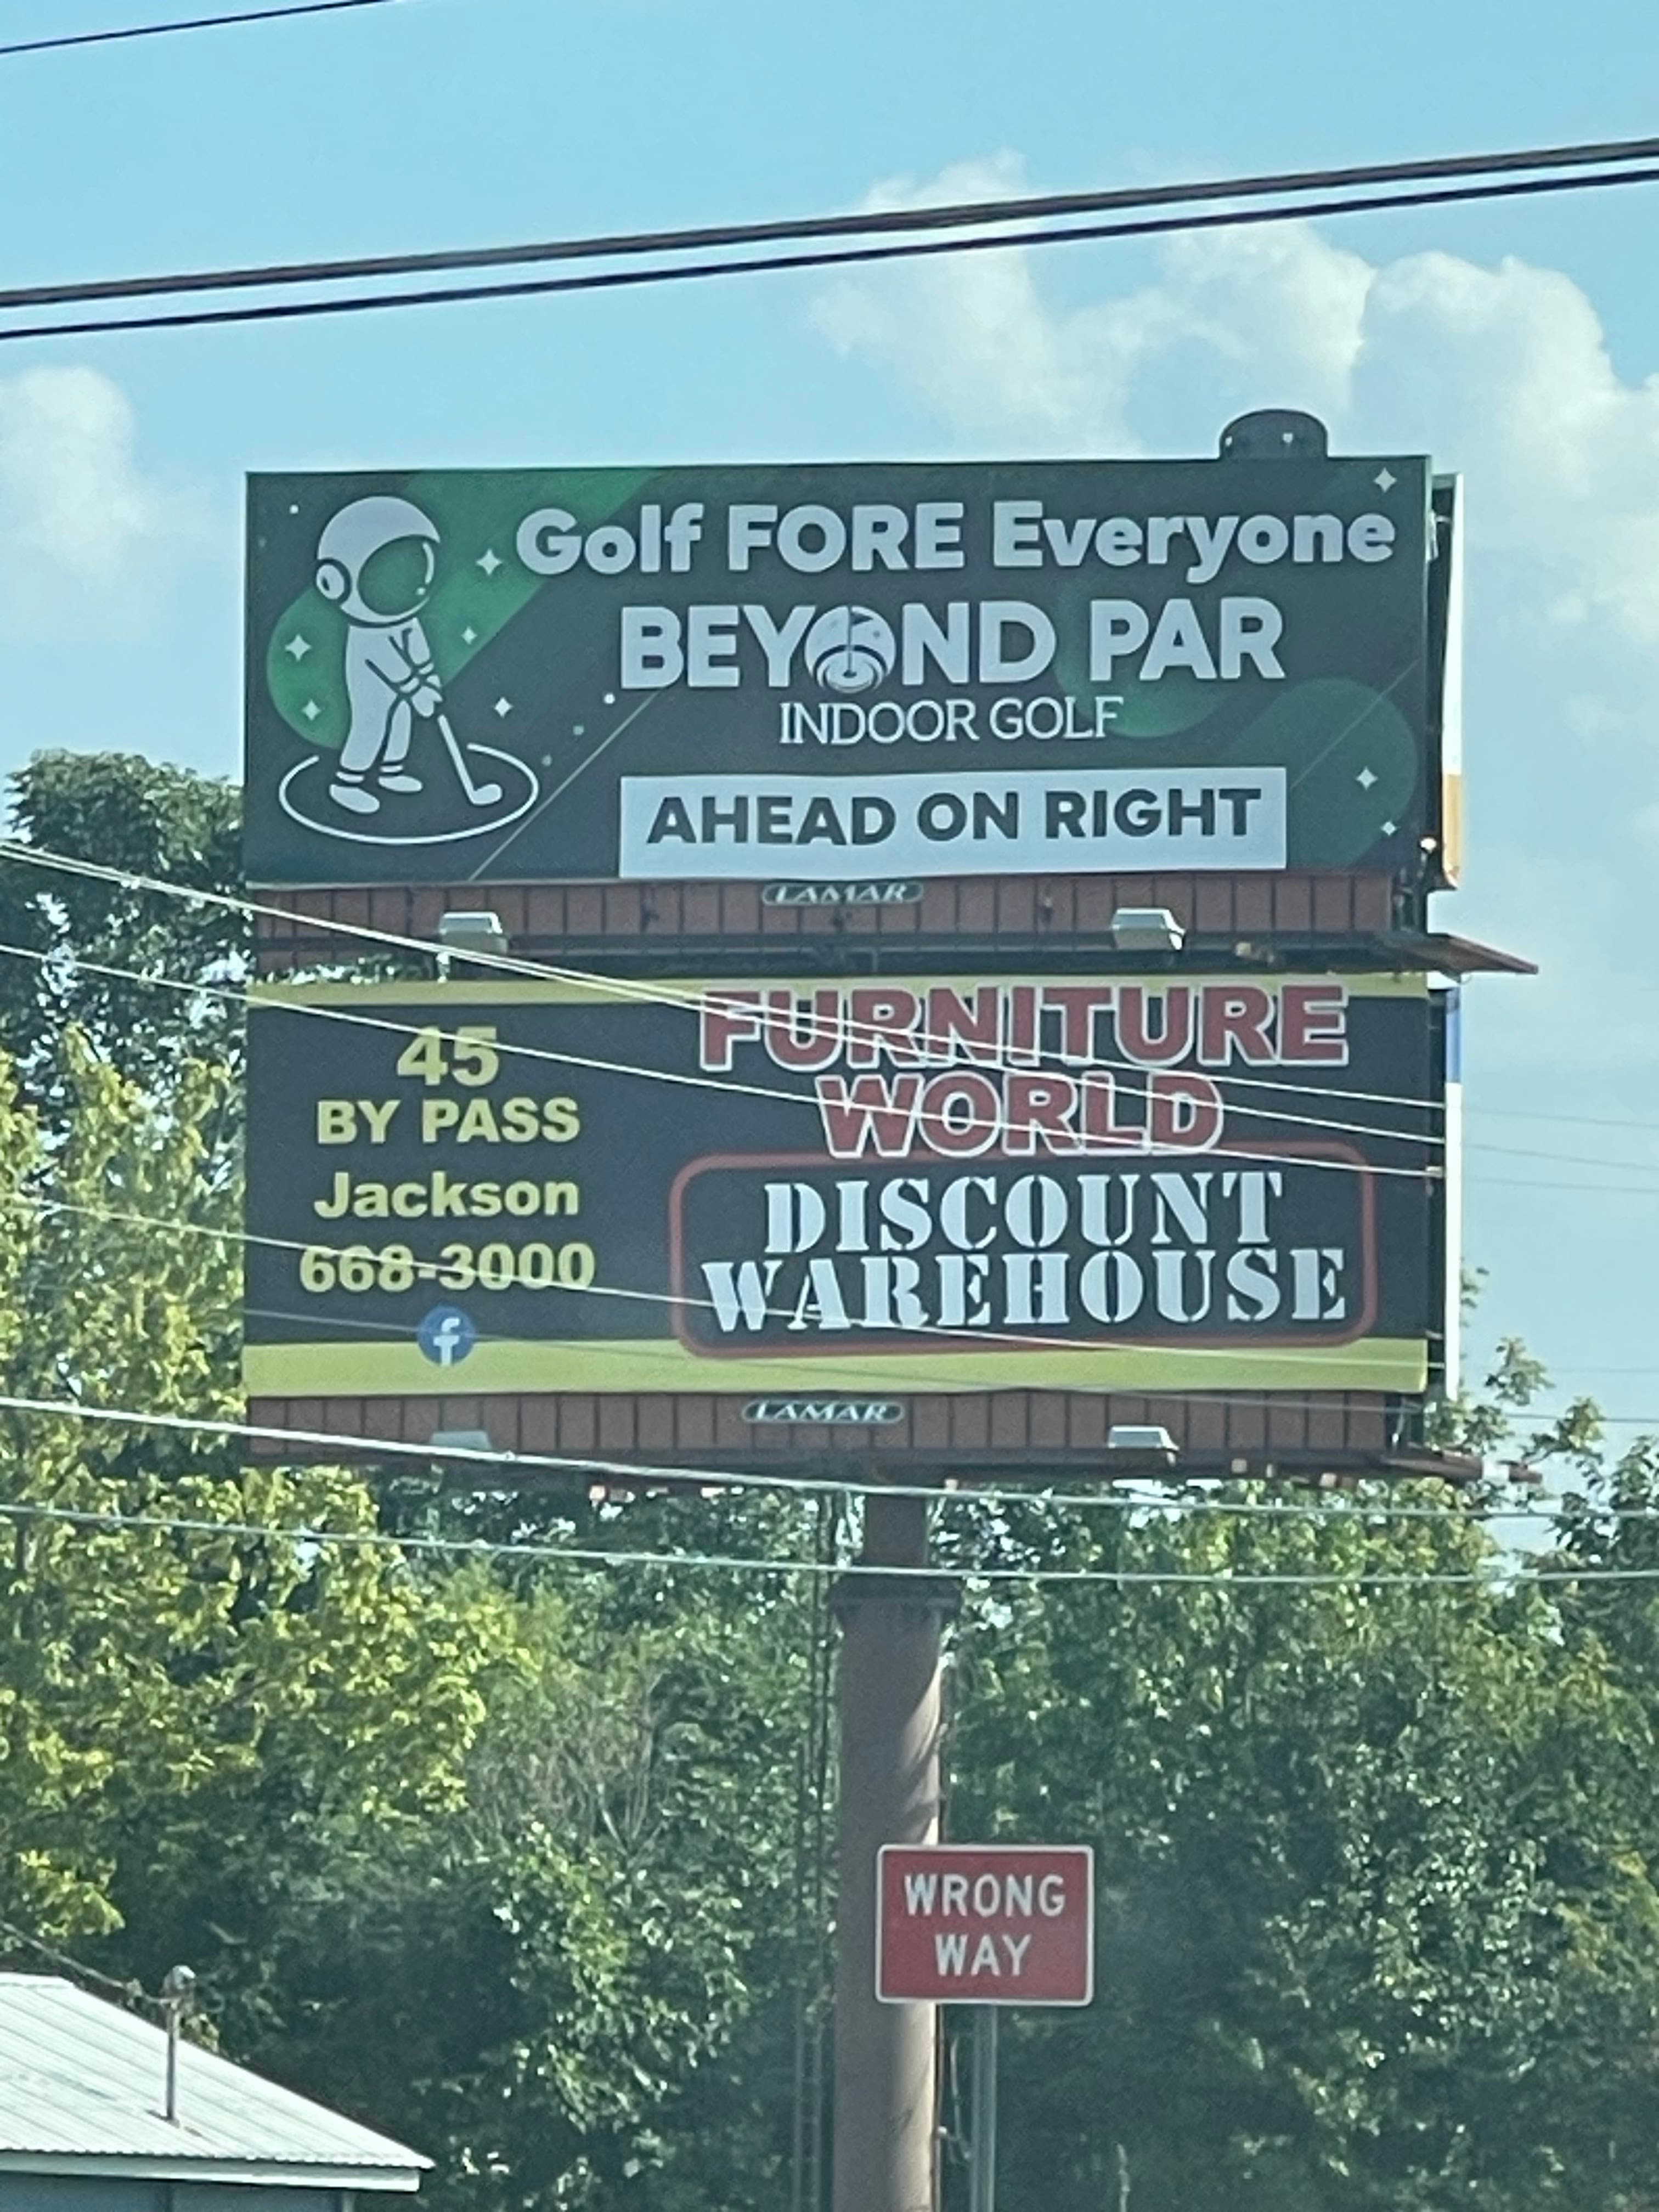 Golf FORE Everyone
BEYOND PAR
INDOOR GOLF
AHEAD ON RIGHT
LAMAR
45
BY PASS
Jackson
668-3000
f
FURNITURE
WORLD
DISCOUNT
WAREHOUSE
LAMAR
WRONG
WAY